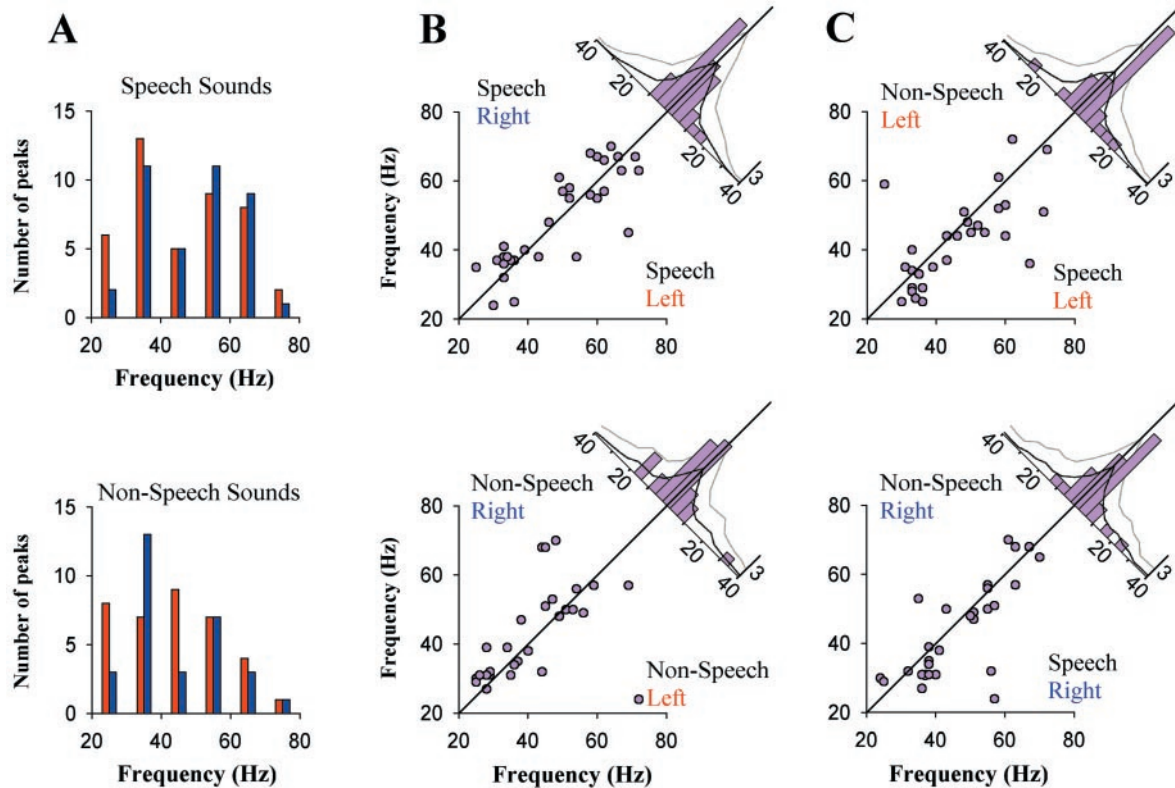 A
B
C
Speech Sounds
15
10
5
0
Number of peaks
20 40 60 80
Frequency (Hz)
Speech
Right
80
60
40
20
Frequency (Hz)
20 40 60 80
Speech
Left
40
20
20
40
3
Non-Speech
Left
80
60
40
20
20 40 60 80
Speech
Left
40
20
20
40
3
Non-Speech Sounds
15
10
5
0
Number of peaks
20 40 60 80
Frequency (Hz)
Non-Speech
Right
80
60
40
20
Frequency (Hz)
20 40 60 80
Frequency (Hz)
Non-Speech
Left
40
20
20
40
3
Non-Speech
Right
80
60
40
20
20 40 60 80
Frequency (Hz)
Speech
Right
40
20
20
40
3